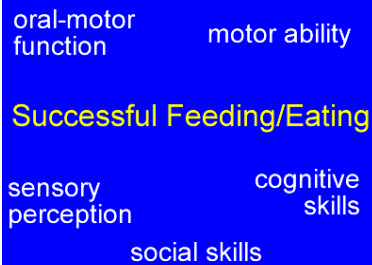 oral-motor
function
motor ability
Successful Feeding/Eating
sensory
perception
cognitive
skills
social skills